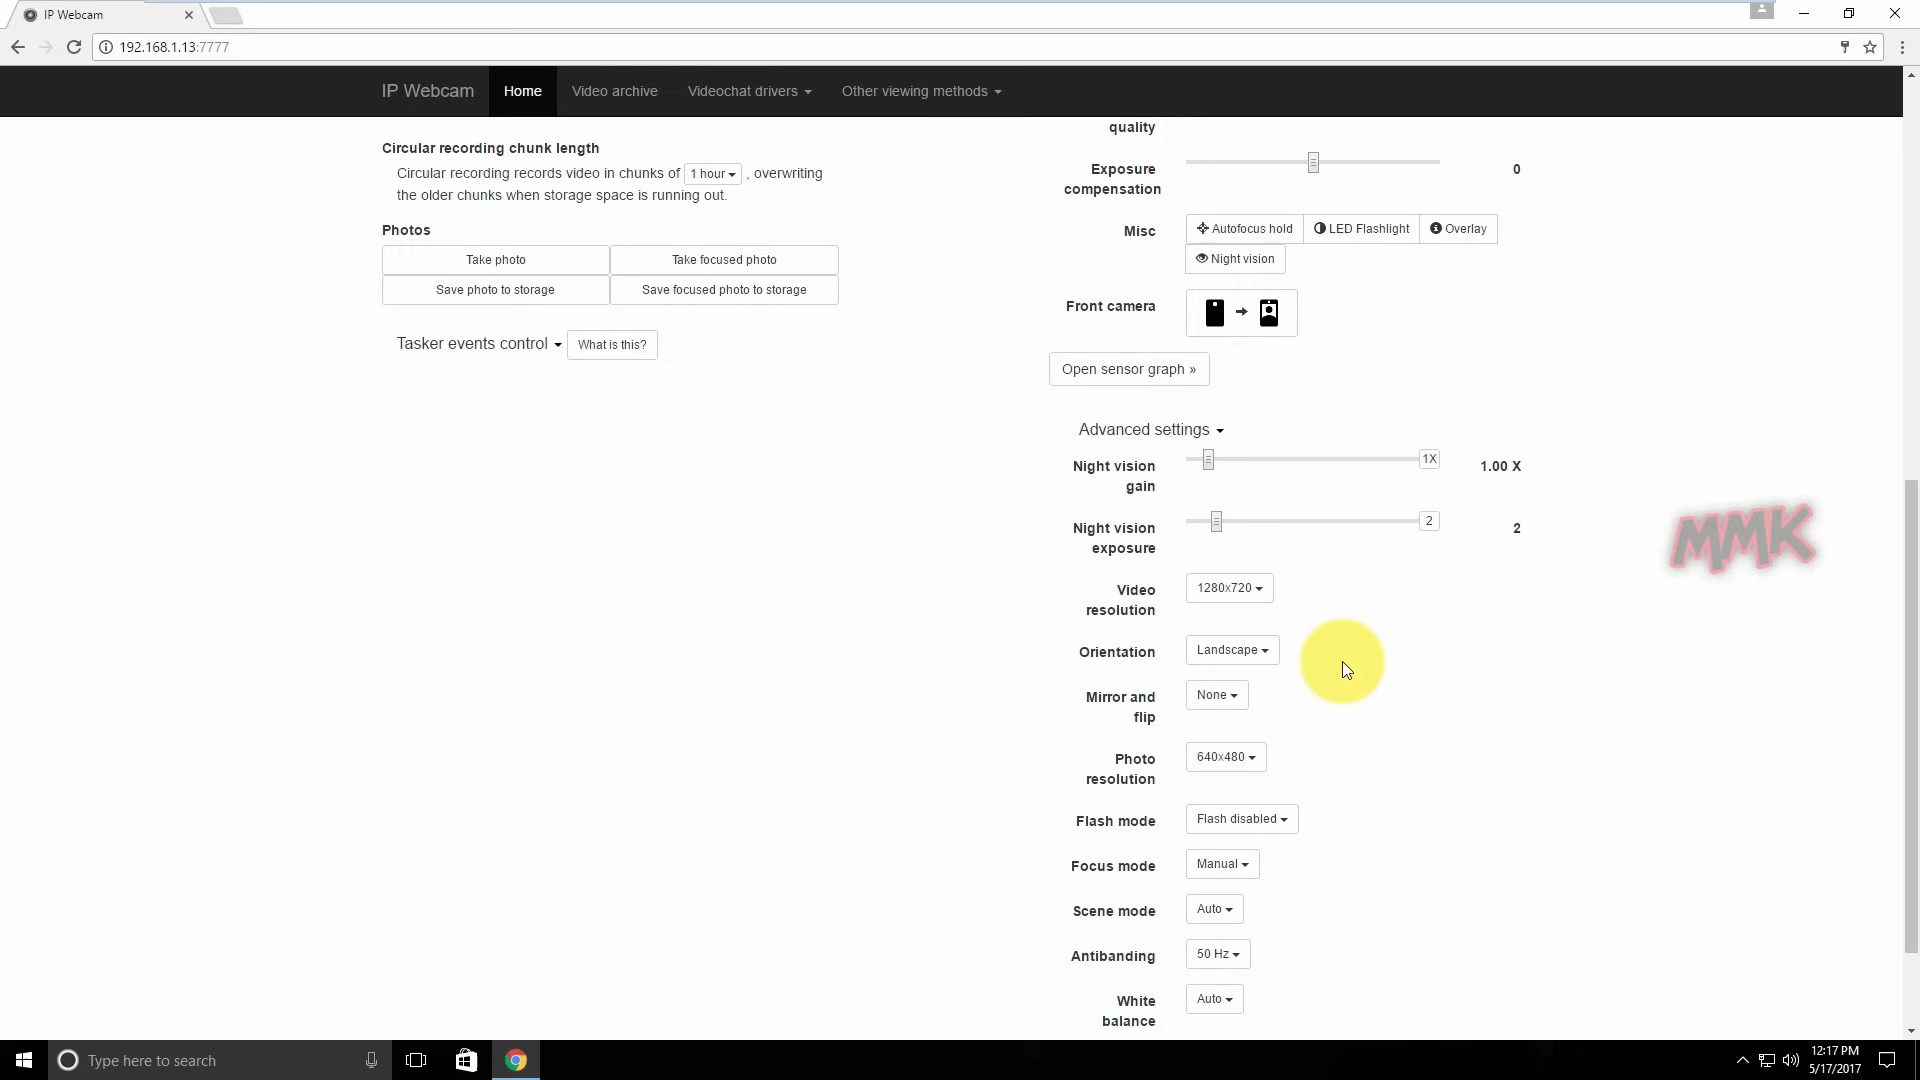 IP Webcam
192.168.1.13:7777
IP Webcam Home Video archive Videochat drivers Other viewing methods
Circular recording chunk length
Circular recording records video in chunks of 1 hour , overwriting
the older chunks when storage space is running out.
Photos
Take photo Take focused photo
Save photo to storage Save focused photo to storage
Tasker events control What is this?
quality
Exposure
compensation
0
Misc
Autofocus hold LED Flashlight Overlay
Night vision
Front camera
Open sensor graph »
Advanced settings
Night vision
gain
1X 1.00 X
Night vision
exposure
2 2
Video
resolution
1280x720
Orientation Landscape
Mirror and
flip
None
Photo
resolution
640x480
Flash mode Flash disabled
Focus mode Manual
Scene mode Auto
Antibanding 50 Hz
White
balance
Auto
MMK
Type here to search
12:17 PM
5/17/2017